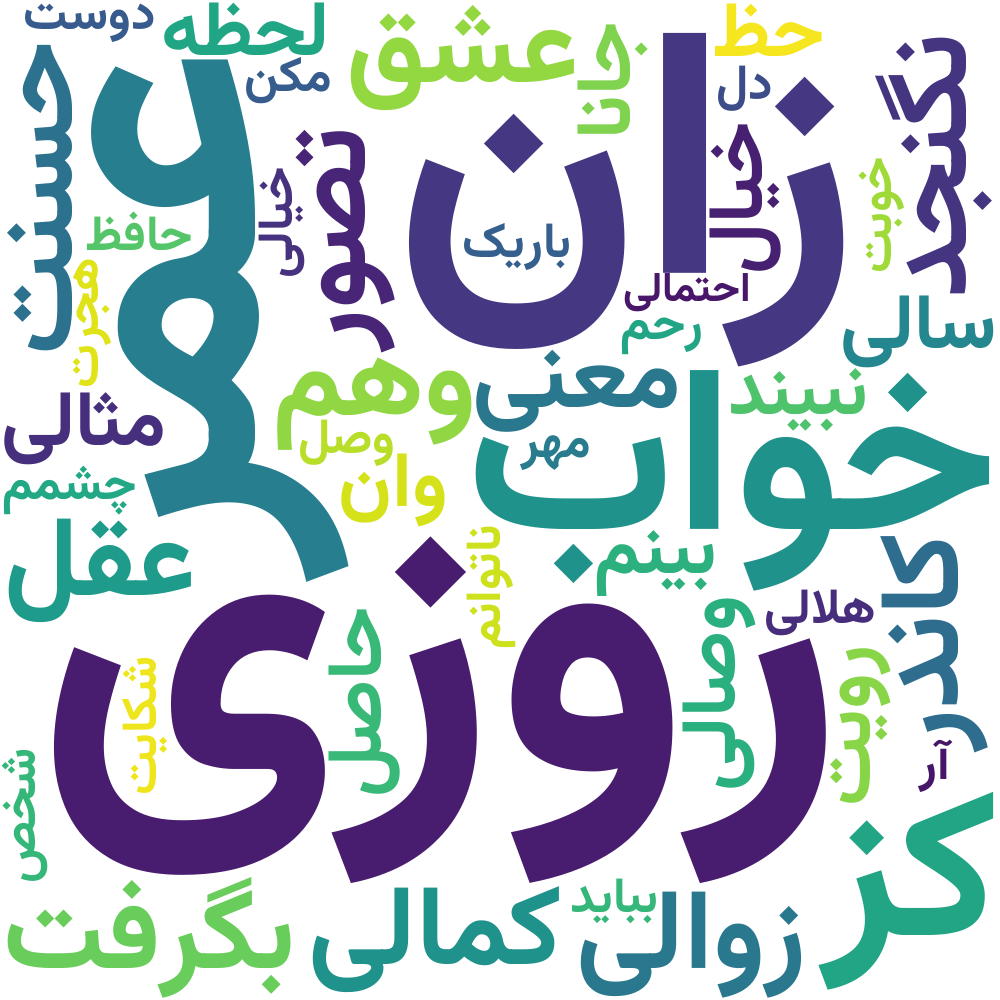 دوست
لحظه
عشق
جانا
حظ
نگنجد
حسنت
مکن
دل
عمر
زان
تصور
خیال
خیالی
خوبت
حافظ
باریک
هجرت
احتمالی
رحم
سالی
وهم
معنی
نبیند
مثالی
وصل
مهر
خواب
چشمم
وان
عقل
ناتوانم
بینم
کاندر
هلالی
روزی
حاصل
وصالی
رویت
شکایت
آر
شخص
کز
بگرفت
کمالی
بباید
زوالی